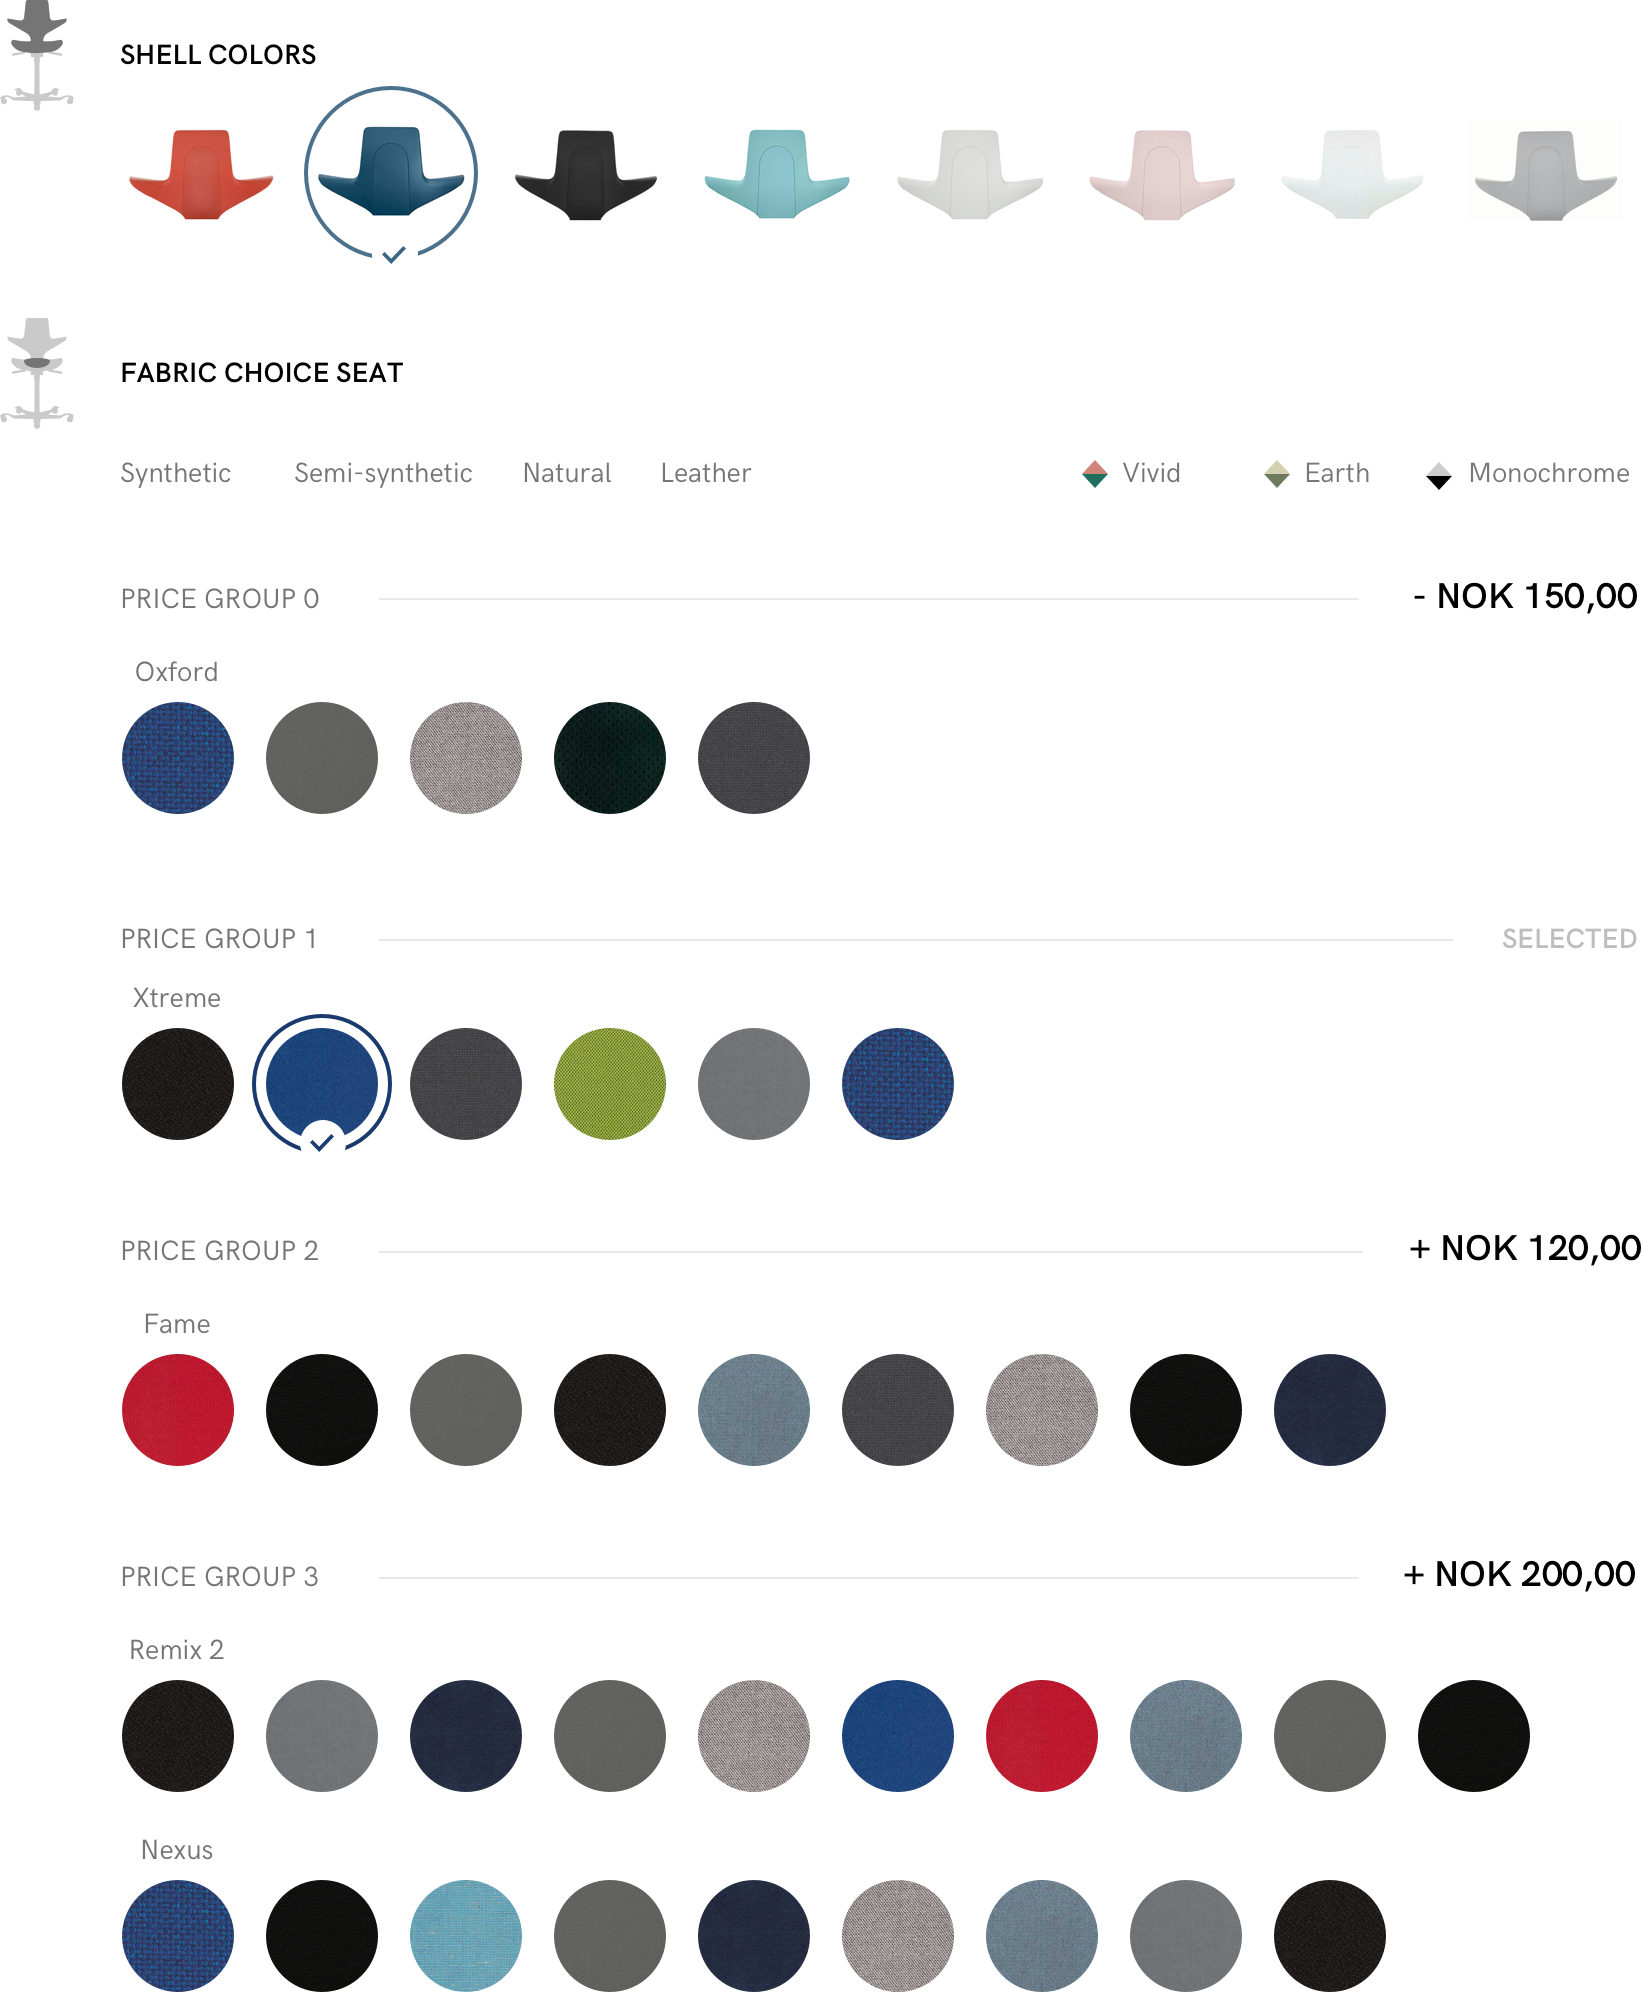 SHELL COLORS
FABRIC CHOICE SEAT
Synthetic Semi-synthetic Natural Leather Vivid Earth Monochrome
PRICE GROUP 0 - NOK 150,00
Oxford
PRICE GROUP 1 SELECTED
Xtreme
PRICE GROUP 2 + NOK 120,00
Fame
PRICE GROUP 3 + NOK 200,00
Remix 2
Nexus